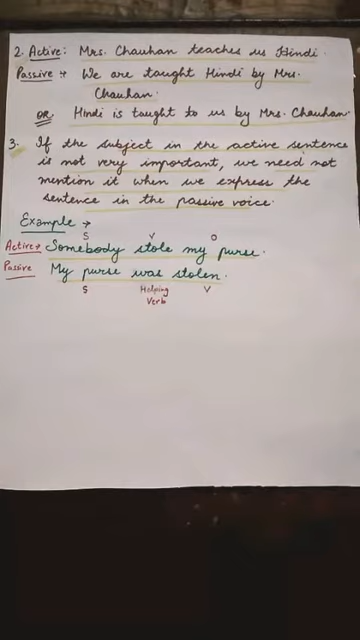 2. Active: Mrs. Chauhan teaches us Hindi.
Passive → We are taught Hindi by Mrs.
Chauhan.
OR. Hindi is taught to us by Mrs. Chauhan
3. If the subject in the active sentence
is not very important, we need not
mention it when we express the
sentence in the passive voice.
Example →
S V O
Active → Somebody stole my purse.
Passive My purse was stolen.
S Helping V
Verb